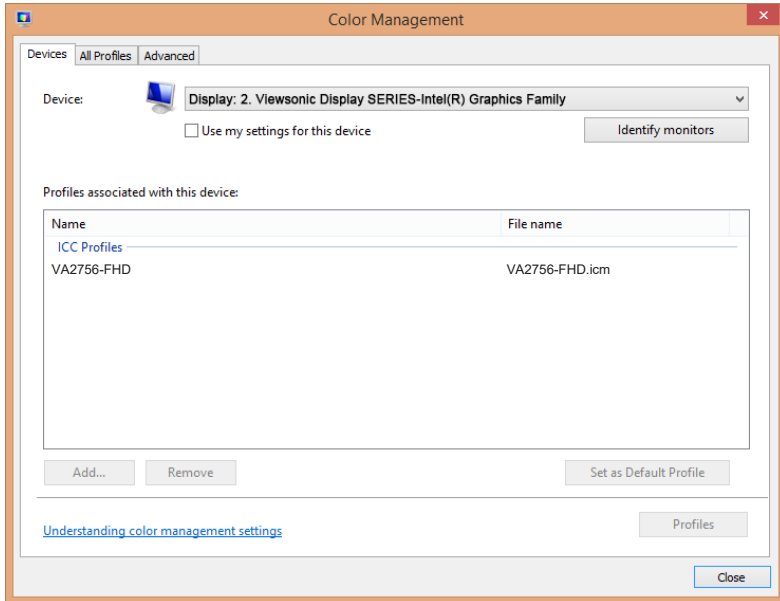 Color Management
Devices All Profiles Advanced
Device: Display: 2. Viewsonic Display SERIES-Intel(R) Graphics Family
Use my settings for this device Identify monitors
Profiles associated with this device:
Name File name
ICC Profiles
VA2756-FHD VA2756-FHD.icm
Add... Remove Set as Default Profile
Understanding color management settings Profiles
Close